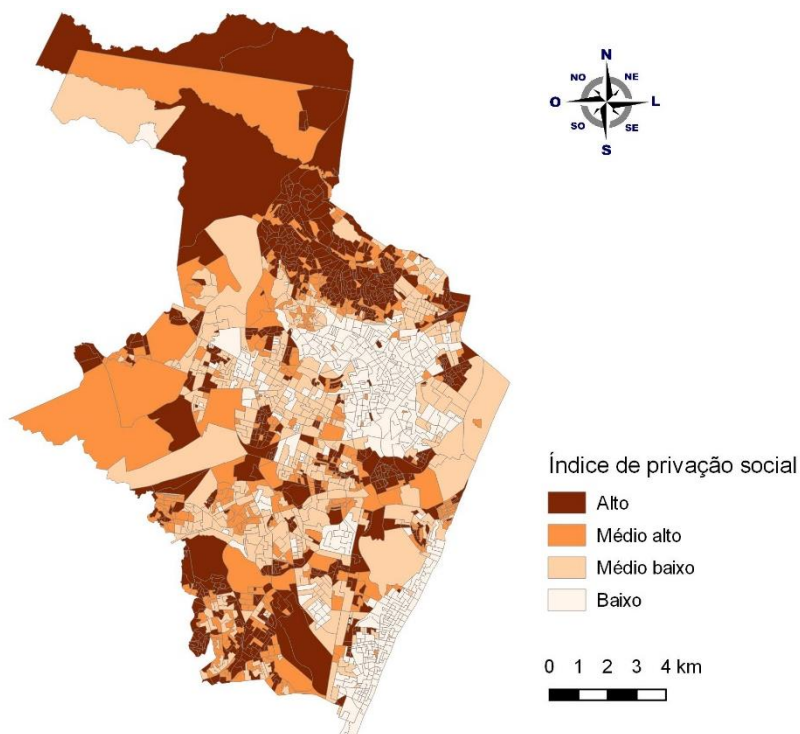 N
NO NE
O L
SO SE
S
Índice de privação social
Alto
Médio alto
Médio baixo
Baixo
0 1 2 3 4 km